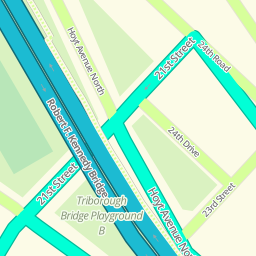 Hoyt Avenue North
21st Street
24th Road
Robert F. Kennedy Bridge
24th Drive
21st Street
Triborough
Bridge Playground
B
23rd Street
Hoyt Avenue No